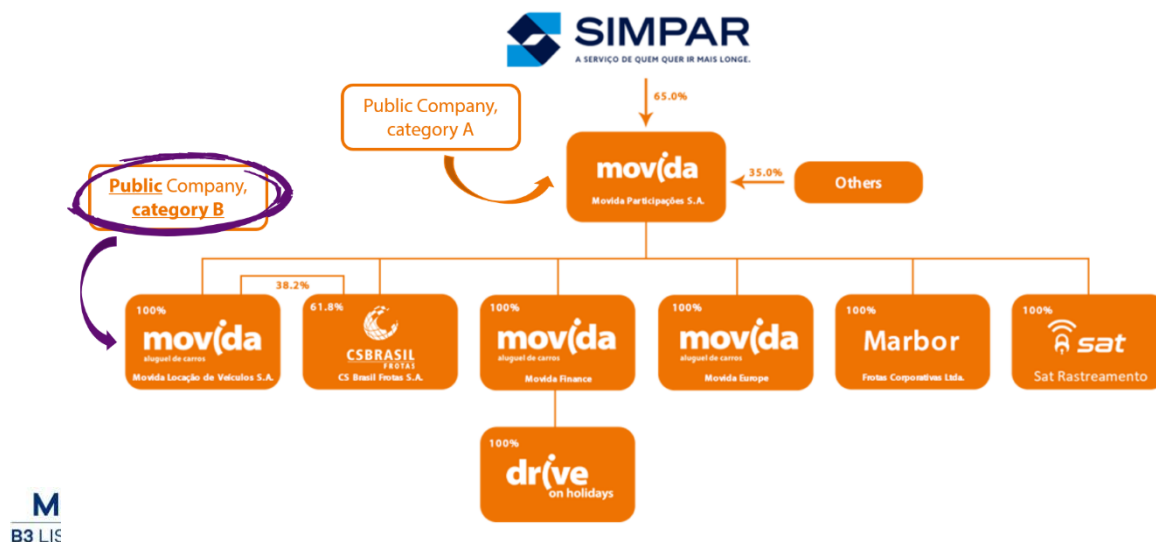 SIMPAR
A SERVIÇO DE QUEM QUER IR MAIS LONGE.
65.0%
Public Company,
category A
movida
Movida Participações S.A.
35.0%
Others
Public Company,
category B
38.2%
100%
movida
aluguel de carros
Movida Locação de Veículos S.A.
61.8%
CSBRASIL
FROTAS
CS Brasil Frotas S.A.
100%
movida
aluguel de carros
Movida Finance
100%
movida
aluguel de carros
Movida Europe
100%
Marbor
Frotas Corporativas Ltda.
100%
sat
Sat Rastreamento
100%
drive
on holidays
M
B3 LIS